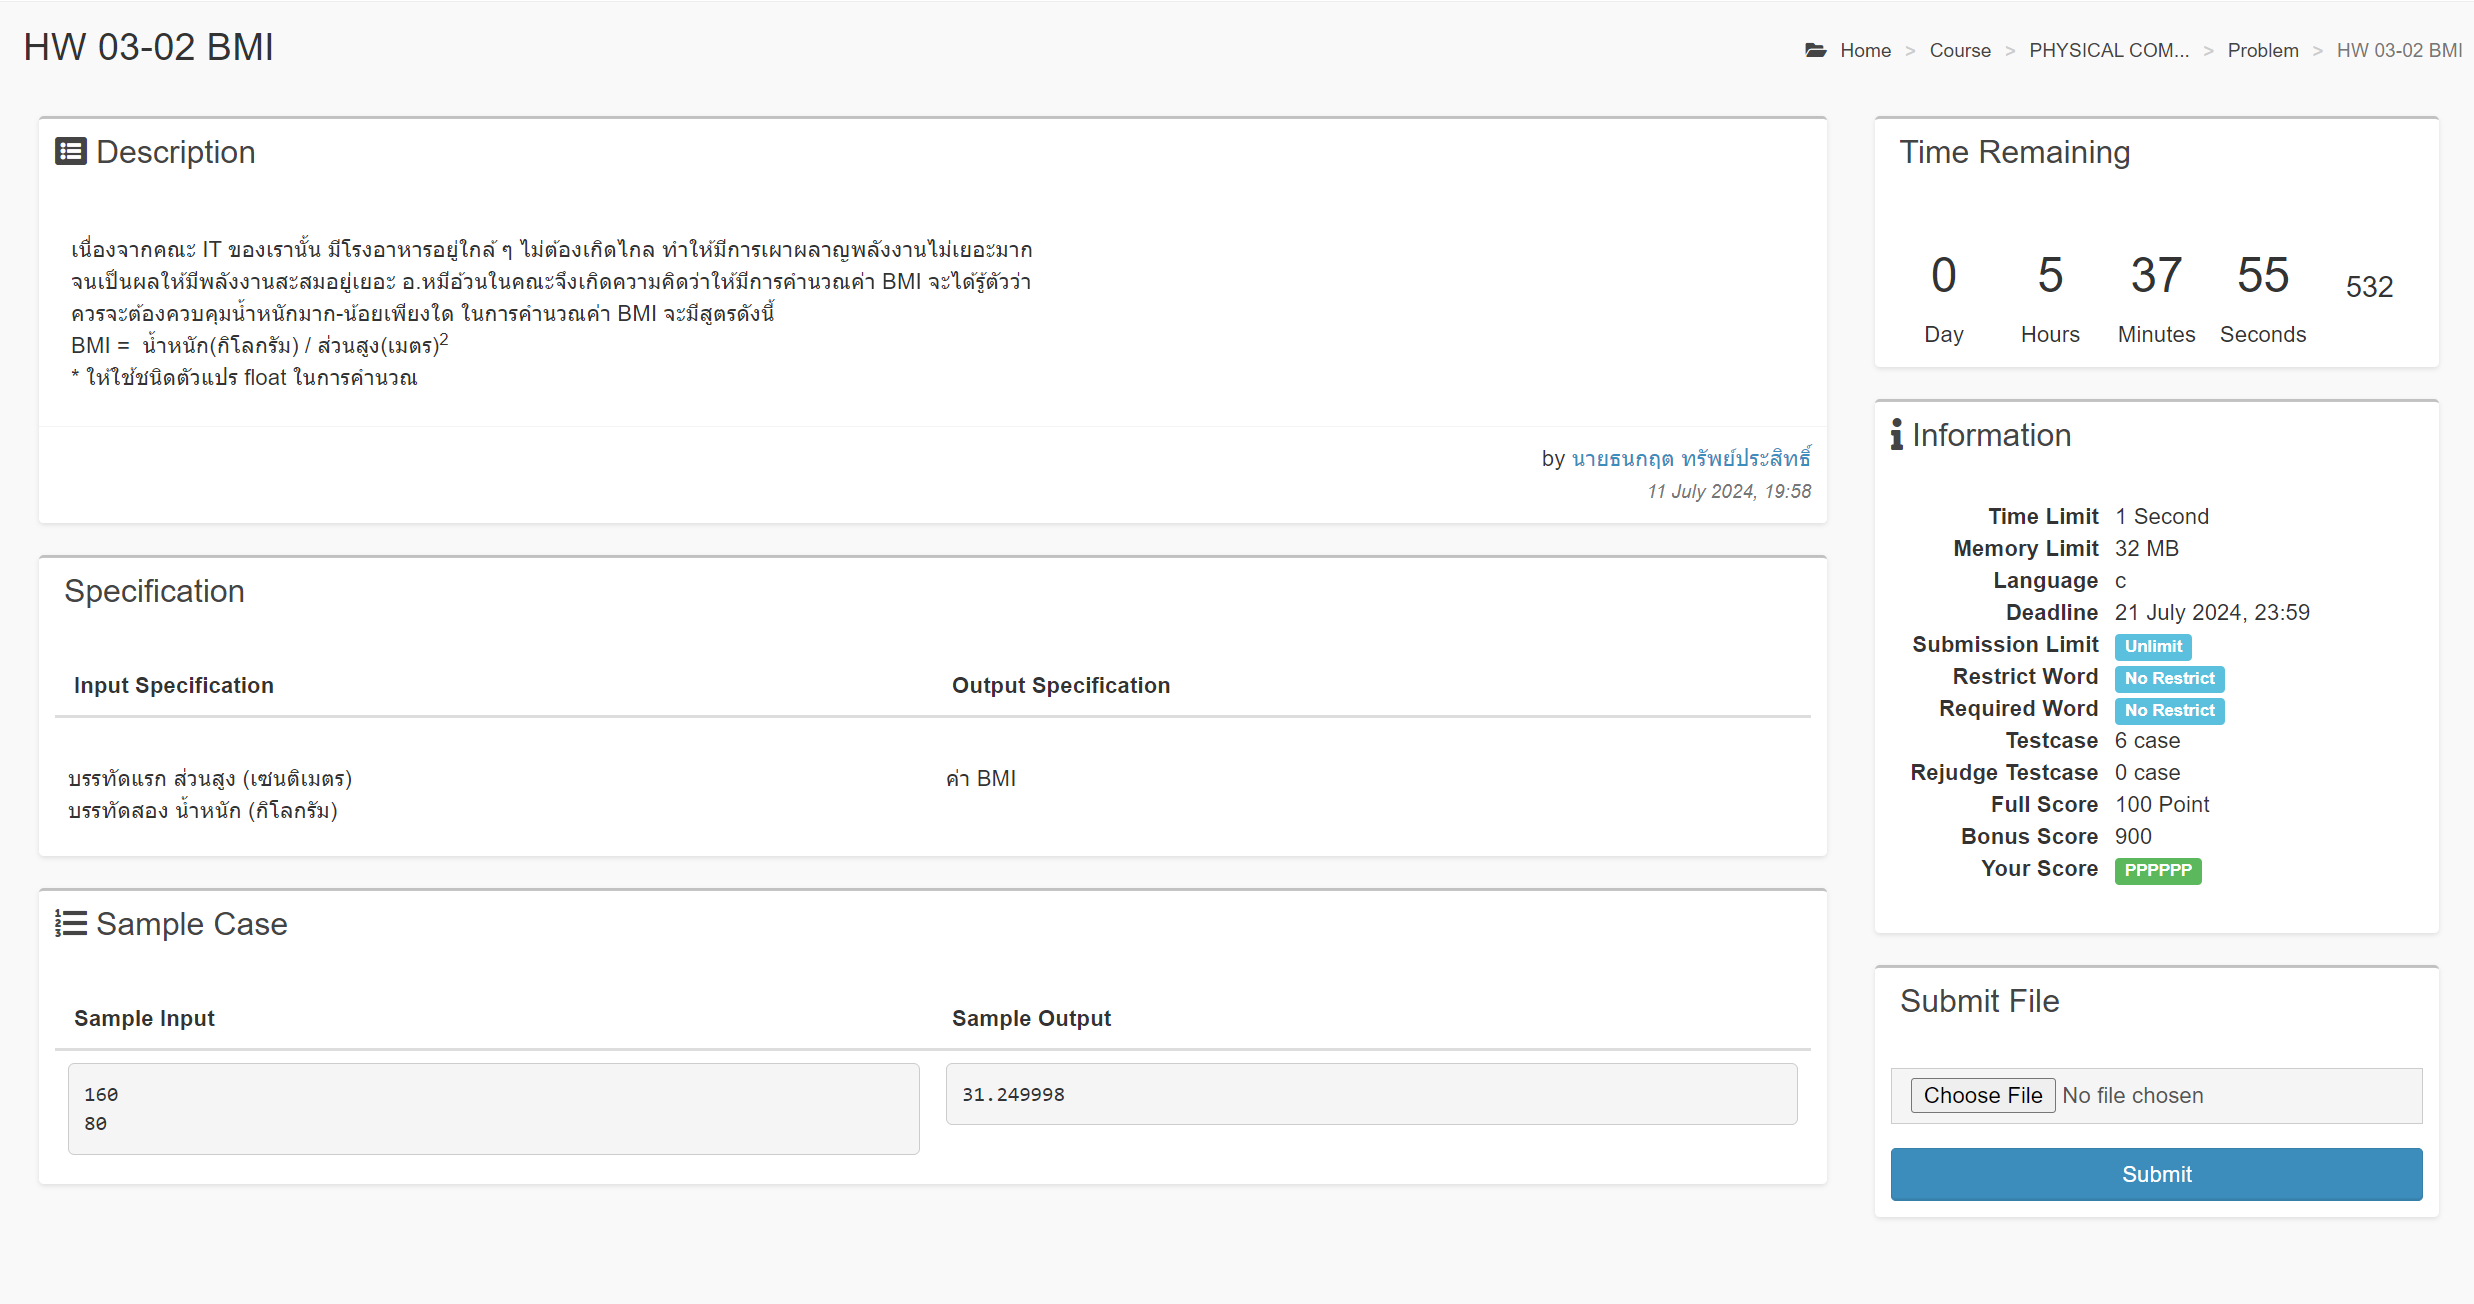 HW 03-02 BMI
Home > Course > PHYSICAL COM... > Problem > HW 03-02 BMI
Description
เนื่องจากคณะ IT ของเรานั้น มีโรงอาหารอยู่ใกล้ ๆ ไม่ต้องเกิดไกล ทำให้มีการเผาผลาญพลังงานไม่เยอะมาก
จนเป็นผลให้มีพลังงานสะสมอยู่เยอะ อ.หมีอ้วนในคณะจึงเกิดความคิดว่าให้มีการคำนวณค่า BMI จะได้รู้ตัวว่า
ควรจะต้องควบคุมน้ำหนักมาก-น้อยเพียงใด ในการคำนวณค่า BMI จะมีสูตรดังนี้
BMI = น้ำหนัก(กิโลกรัม) / ส่วนสูง(เมตร)²
* ให้ใช้ชนิดตัวแปร float ในการคำนวณ
by นายธนกฤต ทรัพย์ประสิทธิ์
11 July 2024, 19:58
Specification
Input Specification
Output Specification
บรรทัดแรก ส่วนสูง (เซนติเมตร)
บรรทัดสอง น้ำหนัก (กิโลกรัม)
ค่า BMI
Sample Case
Sample Input
Sample Output
160
80
31.249998
Time Remaining
0 5 37 55 532
Day Hours Minutes Seconds
Information
Time Limit 1 Second
Memory Limit 32 MB
Language c
Deadline 21 July 2024, 23:59
Submission Limit Unlimit
Restrict Word No Restrict
Required Word No Restrict
Testcase 6 case
Rejudge Testcase 0 case
Full Score 100 Point
Bonus Score 900
Your Score PPPPPP
Submit File
Choose File No file chosen
Submit